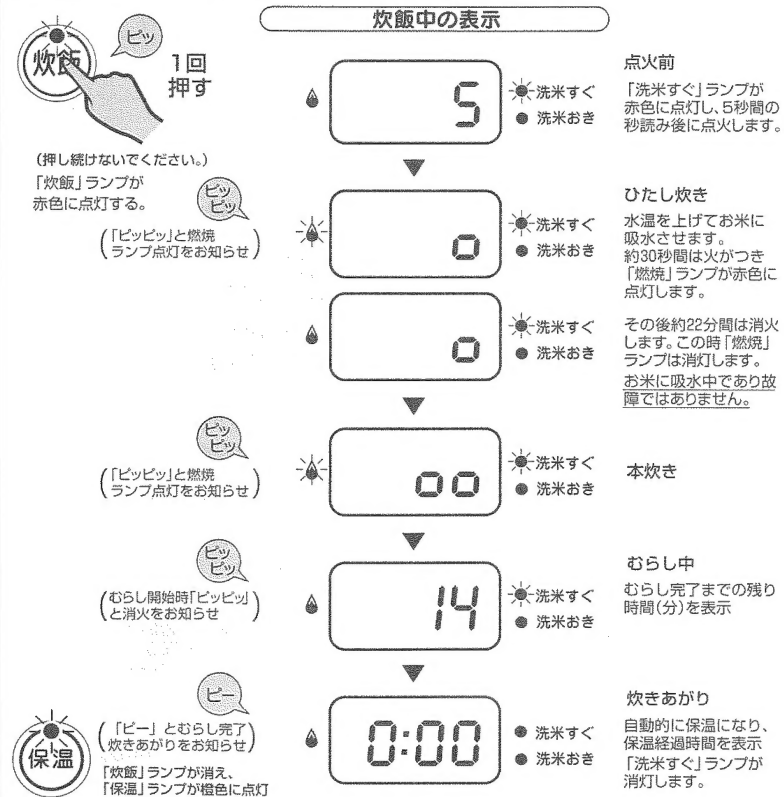 炊飯中の表示
炊飯
ピッ
1回
押す
(押し続けないでください。)
「炊飯」ランプが
赤色に点灯する。
5
洗米すぐ
洗米おき
点火前
「洗米すぐ」ランプが
赤色に点灯し、5秒間の
秒読み後に点火します。
ピッ
ピッ
(「ピッピッ」と燃焼
ランプ点灯をお知らせ)
o
洗米すぐ
洗米おき
ひたし炊き
水温を上げてお米に
吸水させます。
約30秒間は火がつき
「燃焼」ランプが赤色に
点灯します。
o
洗米すぐ
洗米おき
その後約22分間は消火
します。この時「燃焼」
ランプは消灯します。
お米に吸水中であり故
障ではありません。
ピッ
ピッ
(「ピッピッ」と燃焼
ランプ点灯をお知らせ)
oo
洗米すぐ
洗米おき
本炊き
ピッ
ピッ
(むらし開始時「ピッピッ」
と消火をお知らせ)
14
洗米すぐ
洗米おき
むらし中
むらし完了までの残り
時間(分)を表示
ピー
(「ピー」とむらし完了
炊きあがりをお知らせ)
保温
「炊飯」ランプが消え、
「保温」ランプが橙色に点灯
0:00
洗米すぐ
洗米おき
炊きあがり
自動的に保温になり、
保温経過時間を表示
「洗米すぐ」ランプが
消灯します。